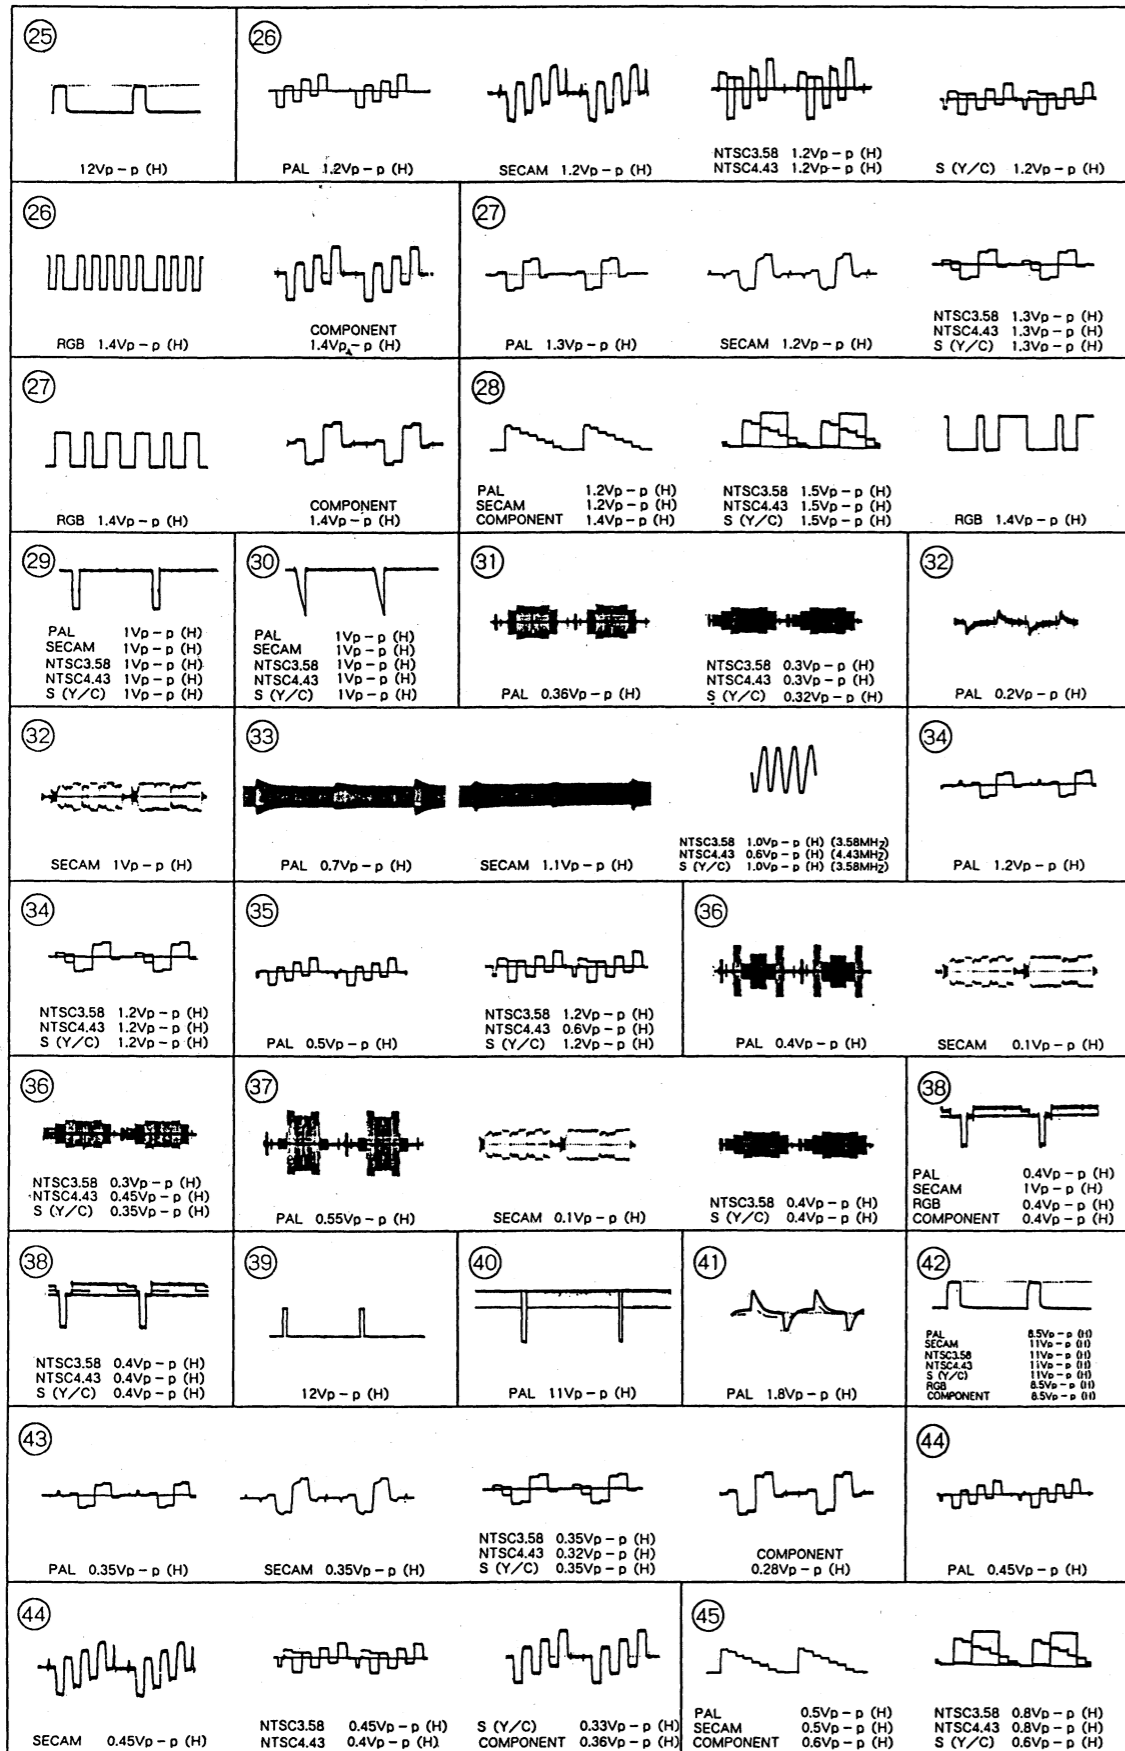 25
12Vp-p (H)
26
PAL 1.2Vp-p (H)
SECAM 1.2Vp-p (H)
NTSC3.58 1.2Vp-p (H)
NTSC4.43 1.2Vp-p (H)
S (Y/C) 1.2Vp-p (H)
26
RGB 1.4Vp-p (H)
COMPONENT
1.4Vp-p (H)
27
PAL 1.3Vp-p (H)
SECAM 1.2Vp-p (H)
NTSC3.58 1.3Vp-p (H)
NTSC4.43 1.3Vp-p (H)
S (Y/C) 1.3Vp-p (H)
27
RGB 1.4Vp-p (H)
COMPONENT
1.4Vp-p (H)
28
PAL 1.2Vp-p (H)
SECAM 1.2Vp-p (H)
COMPONENT 1.4Vp-p (H)
NTSC3.58 1.5Vp-p (H)
NTSC4.43 1.5Vp-p (H)
S (Y/C) 1.5Vp-p (H)
RGB 1.4Vp-p (H)
29
PAL 1Vp-p (H)
SECAM 1Vp-p (H)
NTSC3.58 1Vp-p (H)
NTSC4.43 1Vp-p (H)
S (Y/C) 1Vp-p (H)
30
PAL 1Vp-p (H)
SECAM 1Vp-p (H)
NTSC3.58 1Vp-p (H)
NTSC4.43 1Vp-p (H)
S (Y/C) 1Vp-p (H)
31
PAL 0.36Vp-p (H)
NTSC3.58 0.3Vp-p (H)
NTSC4.43 0.3Vp-p (H)
S (Y/C) 0.32Vp-p (H)
32
PAL 0.2Vp-p (H)
32
SECAM 1Vp-p (H)
33
PAL 0.7Vp-p (H)
SECAM 1.1Vp-p (H)
NTSC3.58 1.0Vp-p (H) (3.58MHz)
NTSC4.43 0.6Vp-p (H) (4.43MHz)
S (Y/C) 1.0Vp-p (H) (3.58MHz)
34
PAL 1.2Vp-p (H)
34
NTSC3.58 1.2Vp-p (H)
NTSC4.43 1.2Vp-p (H)
S (Y/C) 1.2Vp-p (H)
35
PAL 0.5Vp-p (H)
NTSC3.58 1.2Vp-p (H)
NTSC4.43 0.6Vp-p (H)
S (Y/C) 1.2Vp-p (H)
36
PAL 0.4Vp-p (H)
SECAM 0.1Vp-p (H)
36
NTSC3.58 0.3Vp-p (H)
NTSC4.43 0.45Vp-p (H)
S (Y/C) 0.35Vp-p (H)
37
PAL 0.55Vp-p (H)
SECAM 0.1Vp-p (H)
NTSC3.58 0.4Vp-p (H)
S (Y/C) 0.4Vp-p (H)
38
PAL 0.4Vp-p (H)
SECAM 1Vp-p (H)
RGB 0.4Vp-p (H)
COMPONENT 0.4Vp-p (H)
38
NTSC3.58 0.4Vp-p (H)
NTSC4.43 0.4Vp-p (H)
S (Y/C) 0.4Vp-p (H)
39
12Vp-p (H)
40
PAL 11Vp-p (H)
41
PAL 1.8Vp-p (H)
42
PAL 8.5Vp-p (H)
SECAM 11Vp-p (H)
NTSC3.58 11Vp-p (H)
NTSC4.43 11Vp-p (H)
S (Y/C) 11Vp-p (H)
RGB 8.5Vp-p (H)
COMPONENT 8.5Vp-p (H)
43
PAL 0.35Vp-p (H)
SECAM 0.35Vp-p (H)
NTSC3.58 0.35Vp-p (H)
NTSC4.43 0.32Vp-p (H)
S (Y/C) 0.35Vp-p (H)
COMPONENT
0.28Vp-p (H)
44
PAL 0.45Vp-p (H)
44
SECAM 0.45Vp-p (H)
NTSC3.58 0.45Vp-p (H)
NTSC4.43 0.4Vp-p (H)
S (Y/C) 0.33Vp-p (H)
COMPONENT 0.36Vp-p (H)
45
PAL 0.5Vp-p (H)
SECAM 0.5Vp-p (H)
COMPONENT 0.6Vp-p (H)
NTSC3.58 0.8Vp-p (H)
NTSC4.43 0.8Vp-p (H)
S (Y/C) 0.6Vp-p (H)